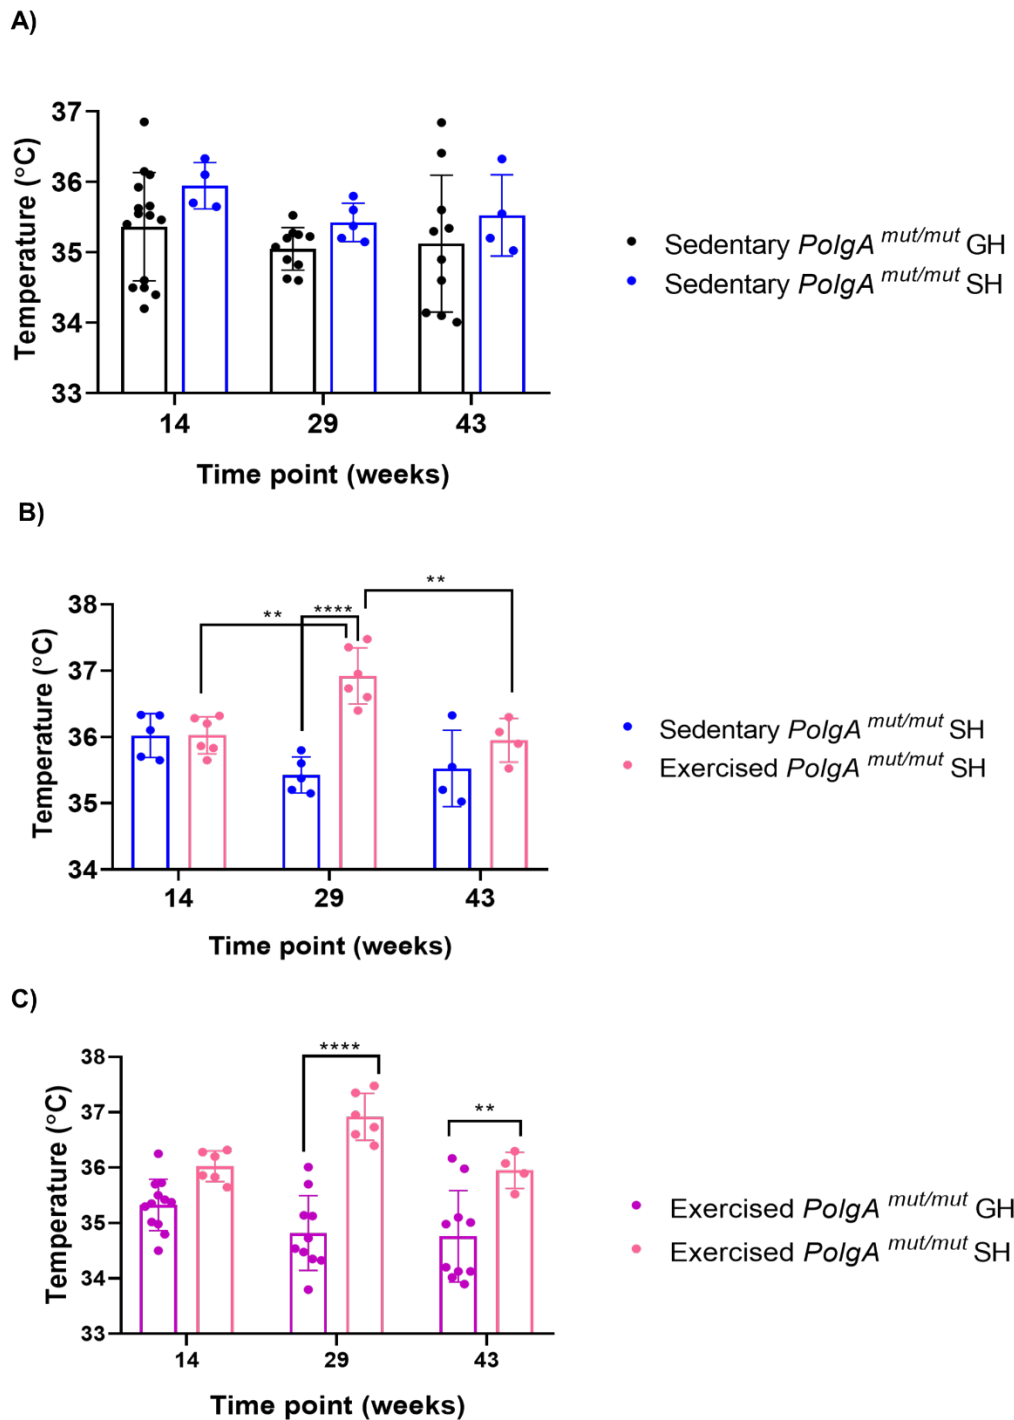 A)
Temperature (°C)
37
36
35
34
33
14 29 43
Time point (weeks)
Sedentary PolgA mut/mut GH
Sedentary PolgA mut/mut SH
B)
Temperature (°C)
38
37
36
35
34
** **** **
14 29 43
Time point (weeks)
Sedentary PolgA mut/mut SH
Exercised PolgA mut/mut SH
C)
Temperature (°C)
38
37
36
35
34
33
**** **
14 29 43
Time point (weeks)
Exercised PolgA mut/mut GH
Exercised PolgA mut/mut SH